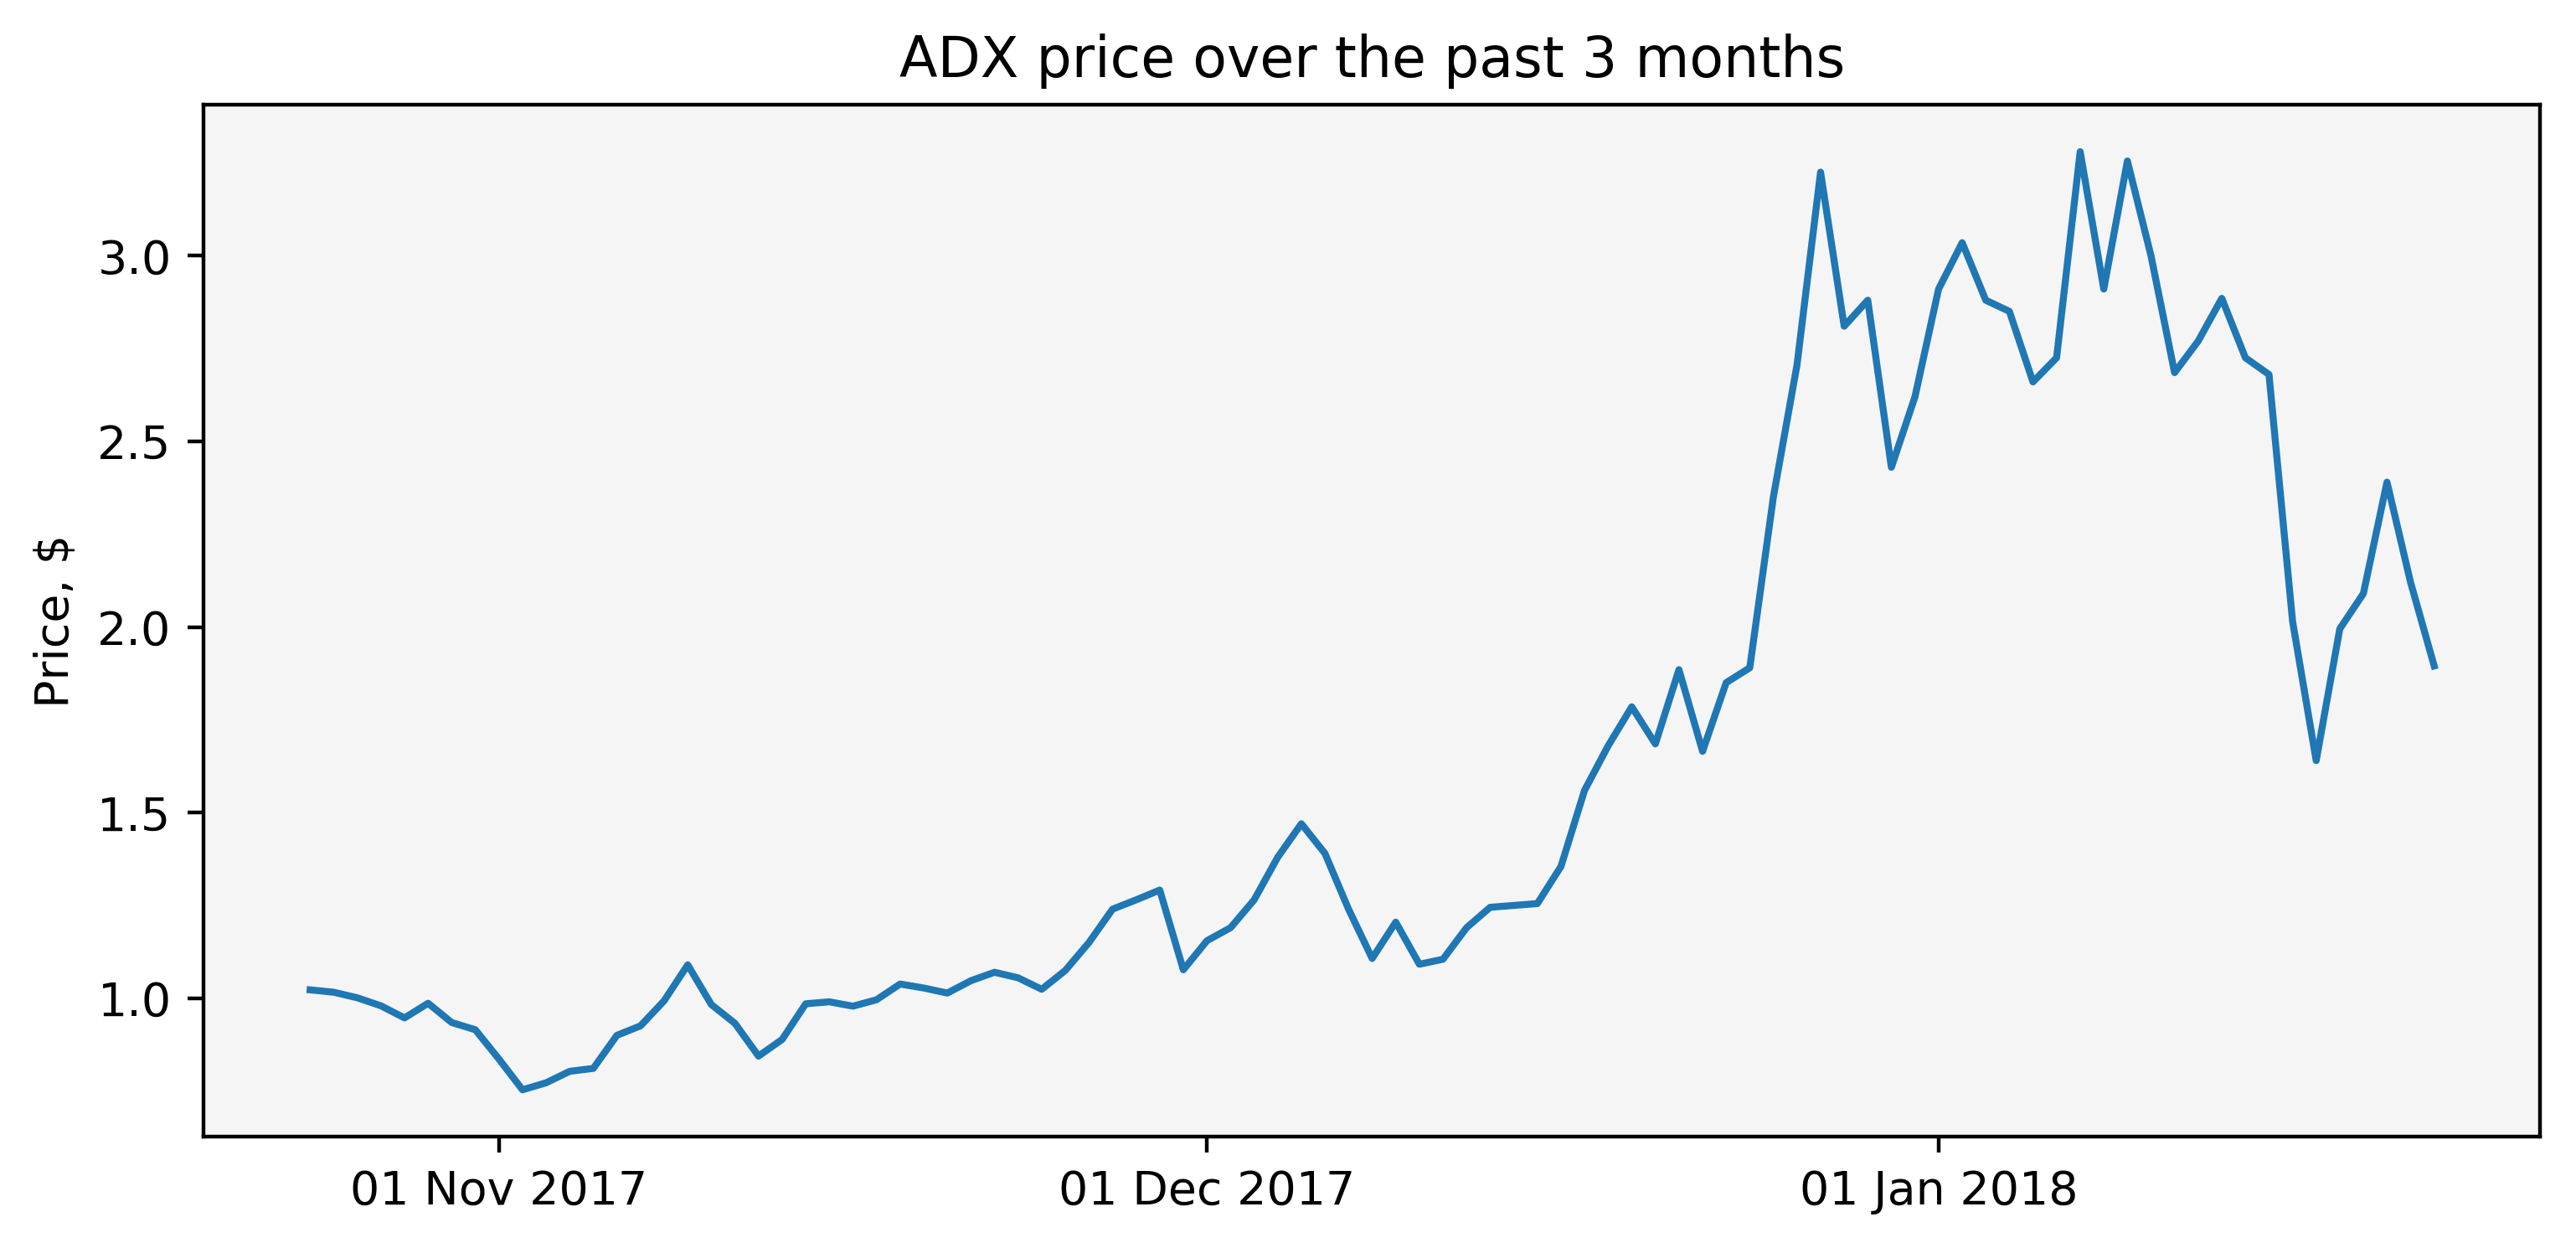 ADX price over the past 3 months
Price, $
3.0
2.5
2.0
1.5
1.0
01 Nov 2017
01 Dec 2017
01 Jan 2018